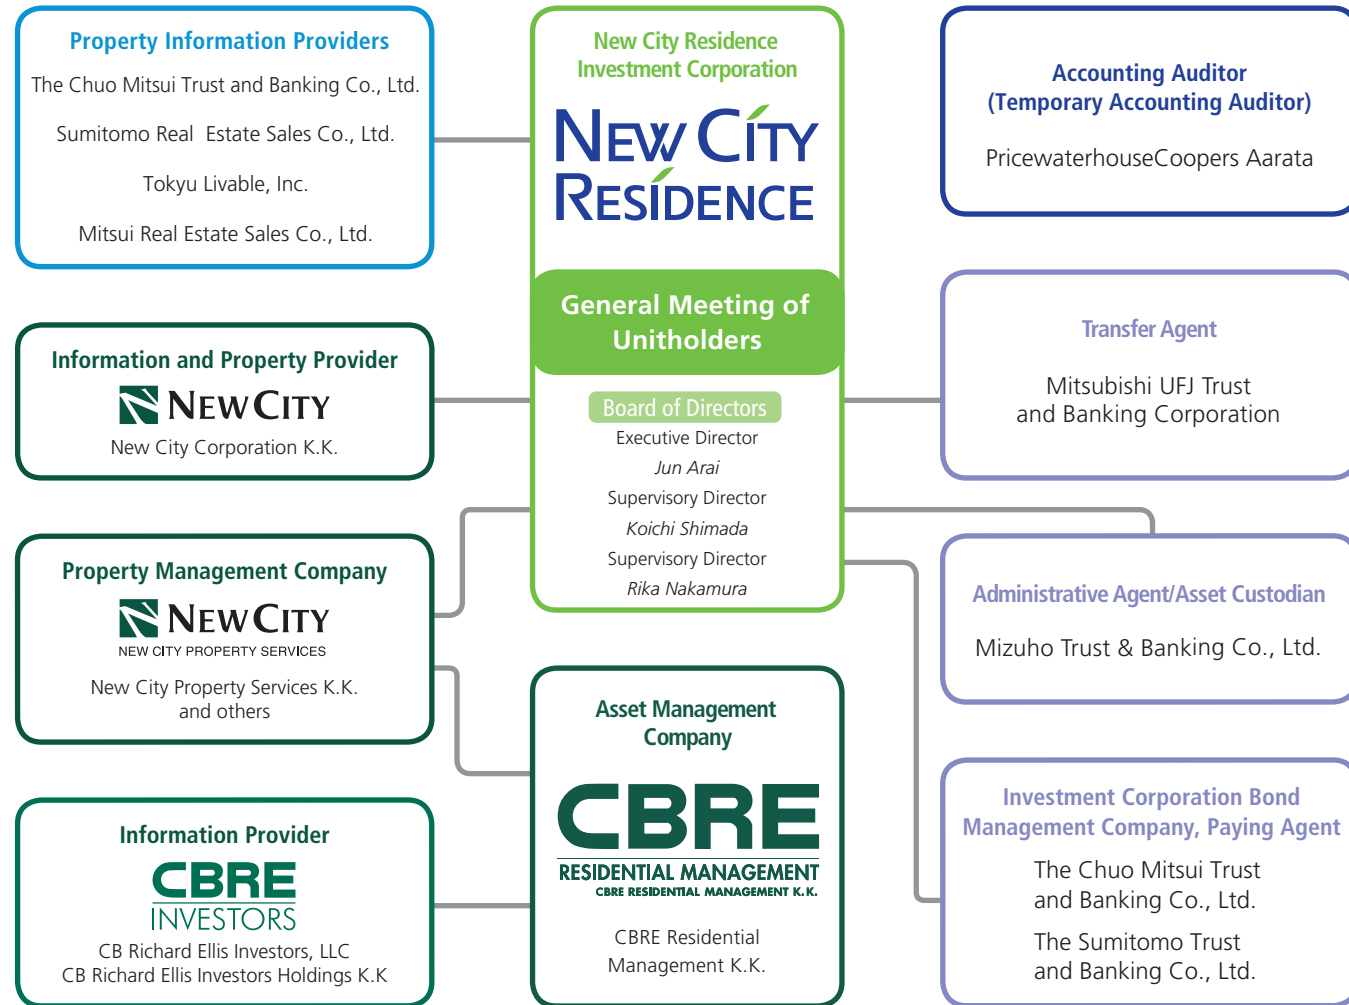 Property Information Providers
The Chuo Mitsui Trust and Banking Co., Ltd.
Sumitomo Real Estate Sales Co., Ltd.
Tokyu Livable, Inc.
Mitsui Real Estate Sales Co., Ltd.
Information and Property Provider
NEW CITY
New City Corporation K.K.
Property Management Company
NEW CITY
NEW CITY PROPERTY SERVICES
New City Property Services K.K.
and others
Information Provider
CBRE
INVESTORS
CB Richard Ellis Investors, LLC
CB Richard Ellis Investors Holdings K.K
New City Residence
Investment Corporation
NEW CITY
RESIDENCE
General Meeting of
Unitholders
Board of Directors
Executive Director
Jun Arai
Supervisory Director
Koichi Shimada
Supervisory Director
Rika Nakamura
Asset Management
Company
CBRE
RESIDENTIAL MANAGEMENT
CBRE RESIDENTIAL MANAGEMENT K.K.
CBRE Residential
Management K.K.
Accounting Auditor
(Temporary Accounting Auditor)
PricewaterhouseCoopers Aarata
Transfer Agent
Mitsubishi UFJ Trust
and Banking Corporation
Administrative Agent/Asset Custodian
Mizuho Trust & Banking Co., Ltd.
Investment Corporation Bond
Management Company, Paying Agent
The Chuo Mitsui Trust
and Banking Co., Ltd.
The Sumitomo Trust
and Banking Co., Ltd.